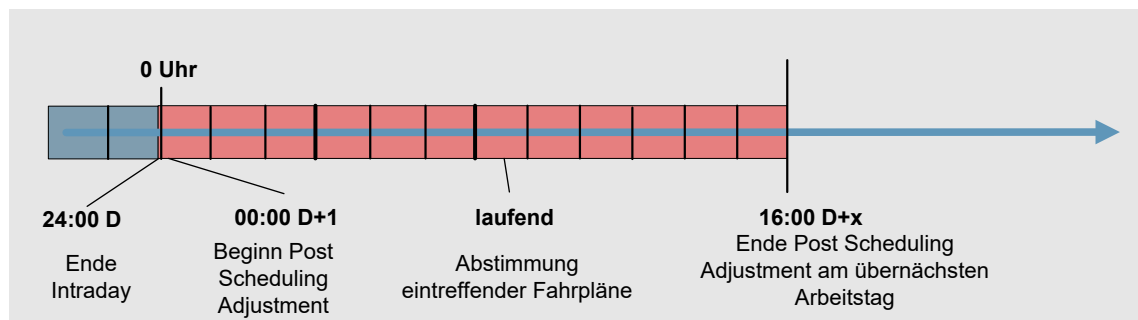 0 Uhr
24:00 D
Ende
Intraday
00:00 D+1
Beginn Post
Scheduling
Adjustment
laufend
Abstimmung
eintreffender Fahrpläne
16:00 D+x
Ende Post Scheduling
Adjustment am übernächsten
Arbeitstag